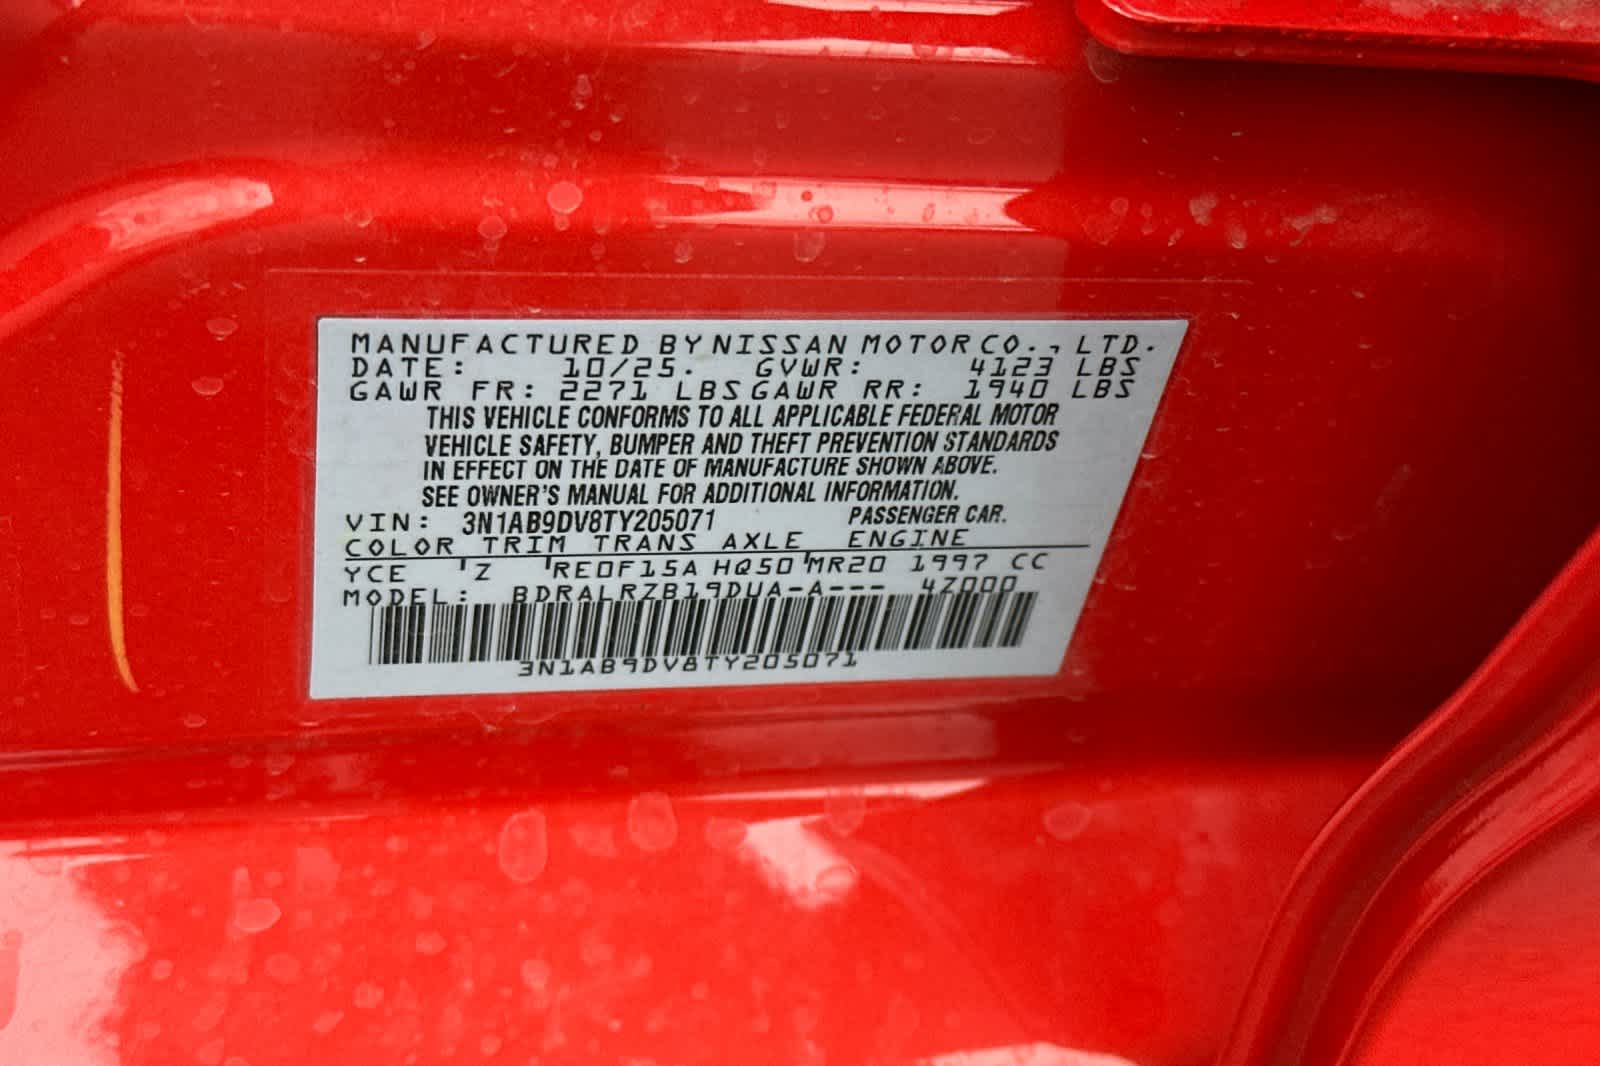 MANUFACTURED BY NISSAN MOTOR CO., LTD.
DATE: 10/25. GVWR: 4123 LBS
GAWR FR: 2271 LBS GAWR RR: 1940 LBS
THIS VEHICLE CONFORMS TO ALL APPLICABLE FEDERAL MOTOR
VEHICLE SAFETY, BUMPER AND THEFT PREVENTION STANDARDS
IN EFFECT ON THE DATE OF MANUFACTURE SHOWN ABOVE.
SEE OWNER'S MANUAL FOR ADDITIONAL INFORMATION.
VIN: 3N1AB9DV8TY205071 PASSENGER CAR.
COLOR TRIM TRANS AXLE ENGINE
YCE 'Z 'RE0F15A HQ50'MR20 1997 CC
MODEL: BDRALRZB19DUA-A--- 4Z000
3N1AB9DV8TY205071